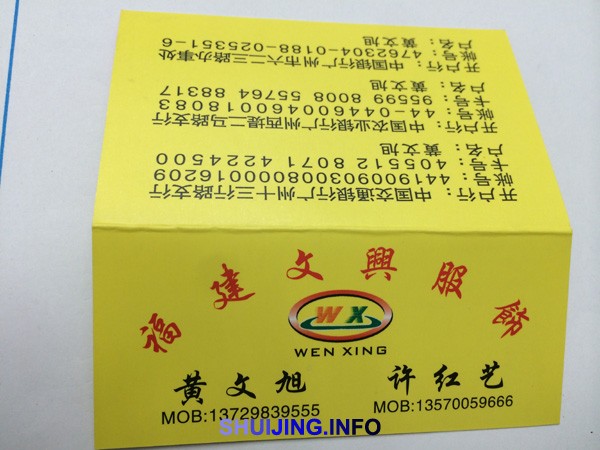 开户行：中国交通银行广州十三行路支行
帐号：44190090300800016209
卡号：405512 8071 4224500
户名：黄文旭
开户行：中国农业银行广州西堤二马路支行
帐号：44-044600460018083
卡号：95599 8008 55764 88317
户名：黄文旭
开户行：中国银行广州市六二三路办事处
帐号：4762304-0188-025351-6
户名：黄文旭
福建文興服飾
WX
WEN XING
黄文旭 许红艺
MOB:13729839555 MOB:13570059666
SHUIJING.INFO